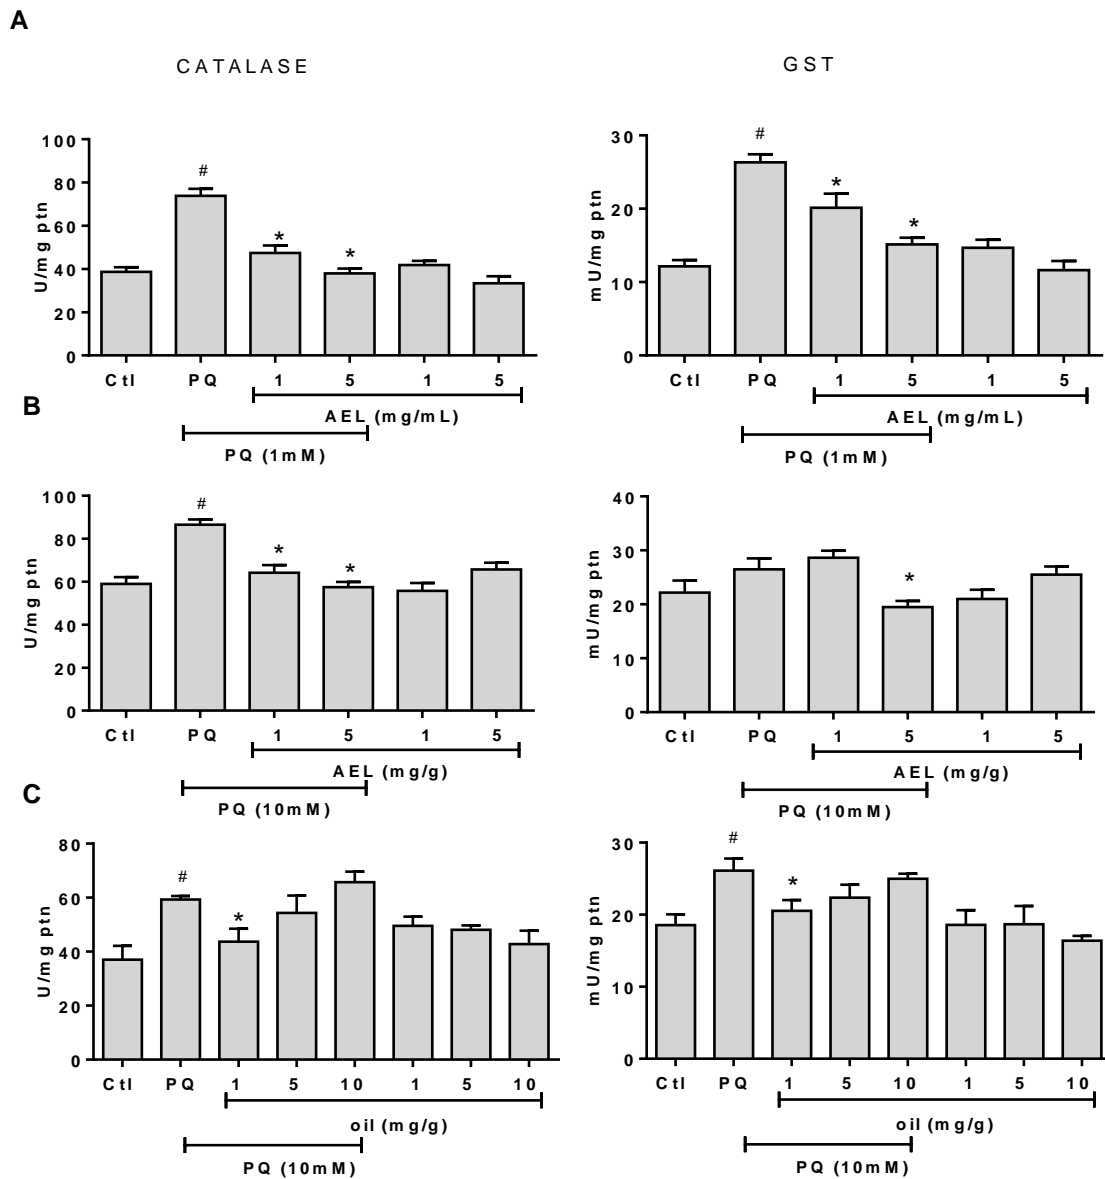 A
CATALASE
GST
U/mg ptn
100
80
60
40
20
0
#
*
*
Ctl PQ 1 5 1 5
AEL (mg/mL)
PQ (1mM)
mU/mg ptn
30
20
10
0
#
*
*
Ctl PQ 1 5 1 5
AEL (mg/mL)
PQ (1mM)
B
U/mg ptn
100
80
60
40
20
0
#
*
*
Ctl PQ 1 5 1 5
AEL (mg/g)
PQ (10mM)
mU/mg ptn
40
30
20
10
0
*
Ctl PQ 1 5 1 5
AEL (mg/g)
PQ (10mM)
C
U/mg ptn
80
60
40
20
0
#
*
Ctl PQ 1 5 10 1 5 10
oil (mg/g)
PQ (10mM)
mU/mg ptn
30
20
10
0
#
*
Ctl PQ 1 5 10 1 5 10
oil (mg/g)
PQ (10mM)